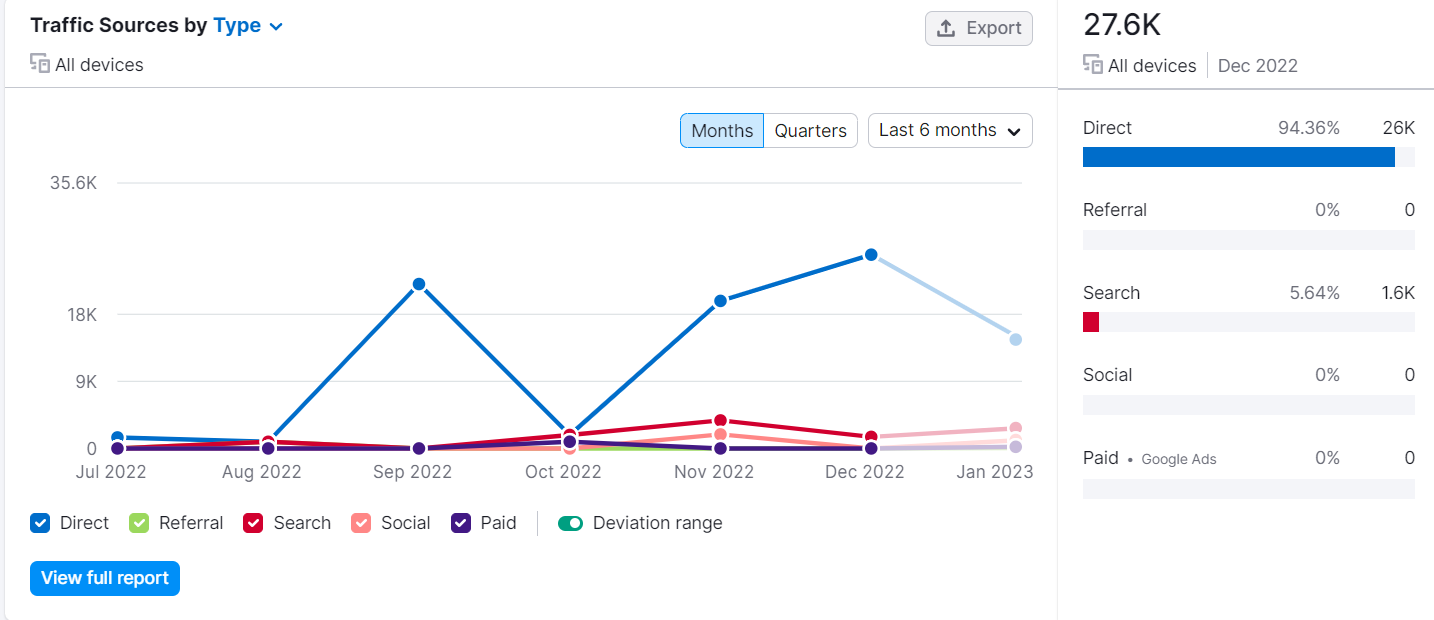 Traffic Sources by Type
Export
All devices
Months
Quarters
Last 6 months
35.6K
18K
9K
0
Jul 2022
Aug 2022
Sep 2022
Oct 2022
Nov 2022
Dec 2022
Jan 2023
Direct
Referral
Search
Social
Paid
Deviation range
View full report
27.6K
All devices
Dec 2022
Direct 94.36% 26K
Referral 0% 0
Search 5.64% 1.6K
Social 0% 0
Paid • Google Ads 0% 0